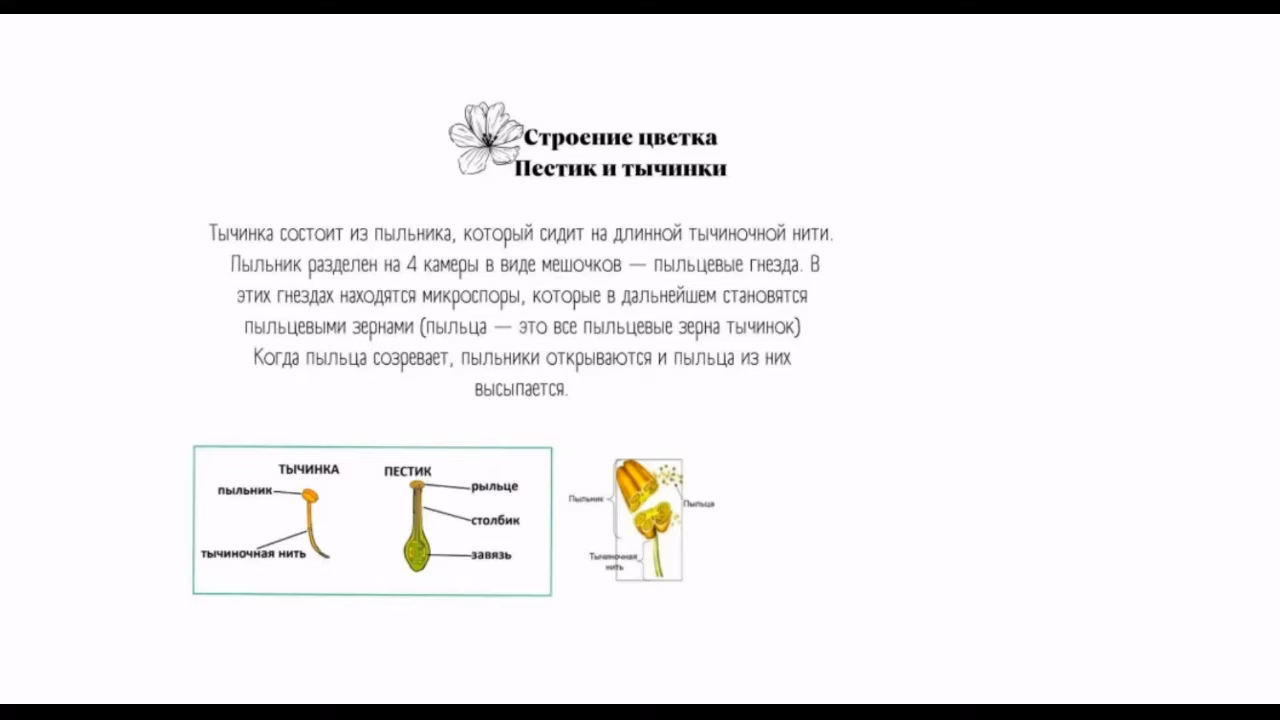 Строение цветка
Пестик и тычинки
Тычинка состоит из пыльника, который сидит на длинной тычиночной нити.
Пыльник разделен на 4 камеры в виде мешочков — пыльцевые гнезда. В
этих гнездах находятся микроспоры, которые в дальнейшем становятся
пыльцевыми зернами (пыльца — это все пыльцевые зерна тычинок)
Когда пыльца созревает, пыльники открываются и пыльца из них
высыпается.
ТЫЧИНКА
пыльник
тычиночная нить
ПЕСТИК
рыльце
столбик
завязь
Пыльник
Пыльца
Тычиночная
нить